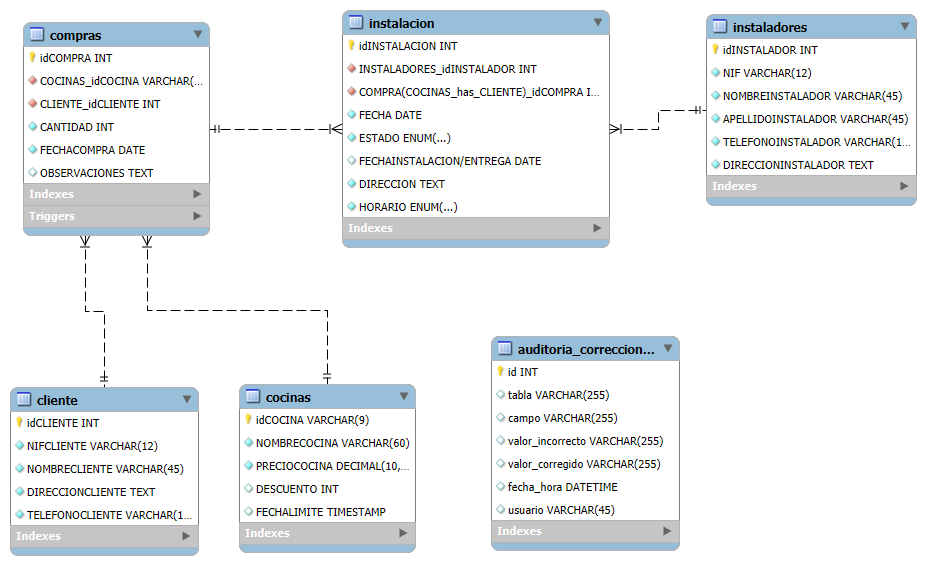 compras
idCOMPRA INT
COCINAS_idCOCINA VARCHAR(...
CLIENTE_idCLIENTE INT
CANTIDAD INT
FECHACOMPRA DATE
OBSERVACIONES TEXT
Indexes
Triggers
instalacion
idINSTALACION INT
INSTALADORES_idINSTALADOR INT
COMPRA(COCINAS_has_CLIENTE)_idCOMPRA I...
FECHA DATE
ESTADO ENUM(...)
FECHAINSTALACION/ENTREGA DATE
DIRECCION TEXT
HORARIO ENUM(...)
Indexes
instaladores
idINSTALADOR INT
NIF VARCHAR(12)
NOMBREINSTALADOR VARCHAR(45)
APELLIDOINSTALADOR VARCHAR(45)
TELEFONOINSTALADOR VARCHAR(1...
DIRECCIONINSTALADOR TEXT
Indexes
cliente
idCLIENTE INT
NIFCLIENTE VARCHAR(12)
NOMBRECLIENTE VARCHAR(45)
DIRECCIONCLIENTE TEXT
TELEFONOCLIENTE VARCHAR(1...
Indexes
cocinas
idCOCINA VARCHAR(9)
NOMBRECOCINA VARCHAR(60)
PRECIOCOCINA DECIMAL(10,...
DESCUENTO INT
FECHALIMITE TIMESTAMP
Indexes
auditoria_correccion...
id INT
tabla VARCHAR(255)
campo VARCHAR(255)
valor_incorrecto VARCHAR(255)
valor_corregido VARCHAR(255)
fecha_hora DATETIME
usuario VARCHAR(45)
Indexes